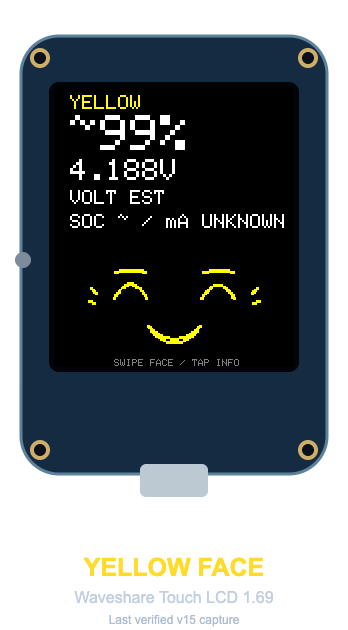 YELLOW
~99%
4.188V
VOLT EST
SOC ~ / mA UNKNOWN
SWIPE FACE / TAP INFO
YELLOW FACE
Waveshare Touch LCD 1.69
Last verified v15 capture